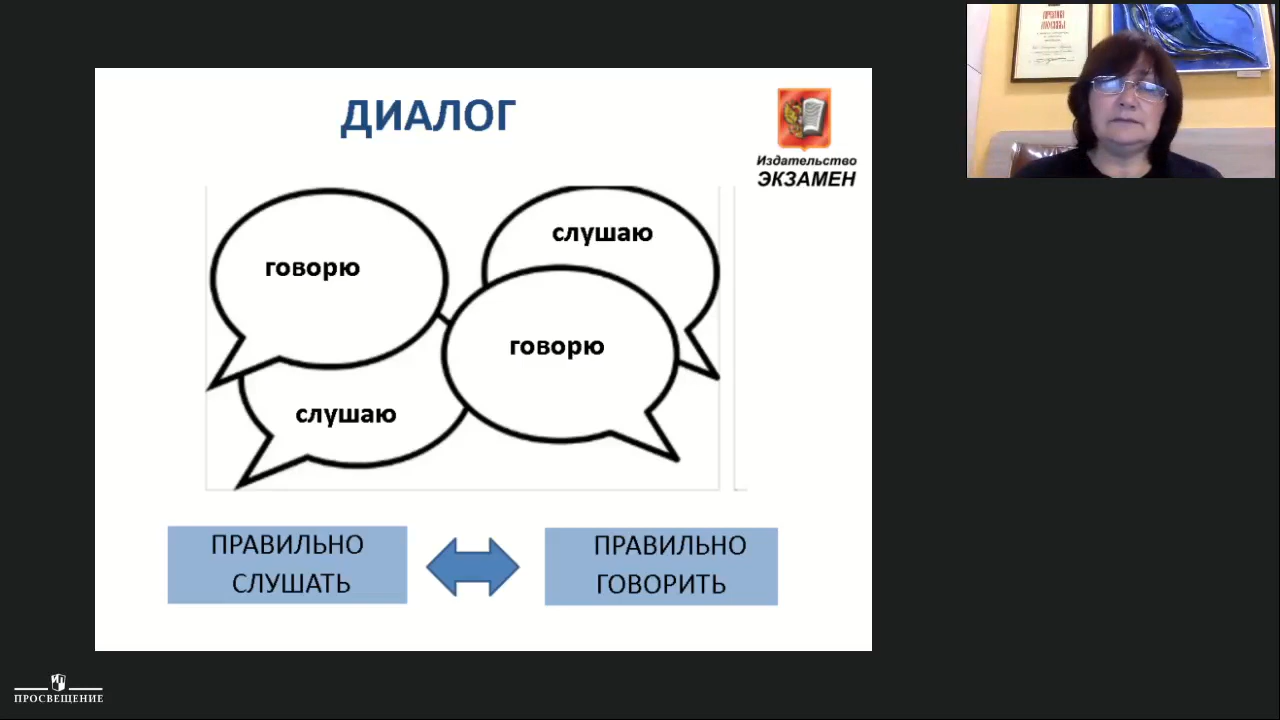 ДИАЛОГ
Издательство
ЭКЗАМЕН
говорю
слушаю
говорю
слушаю
ПРАВИЛЬНО
СЛУШАТЬ
ПРАВИЛЬНО
ГОВОРИТЬ
ПРОСВЕЩЕНИЕ